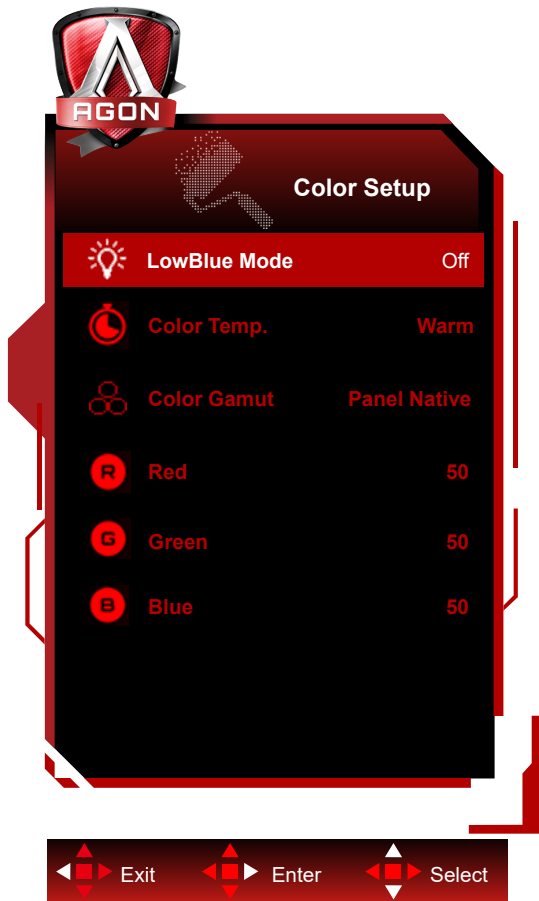 AGON
Color Setup
LowBlue Mode Off
Color Temp. Warm
Color Gamut Panel Native
R Red 50
G Green 50
B Blue 50
Exit Enter Select